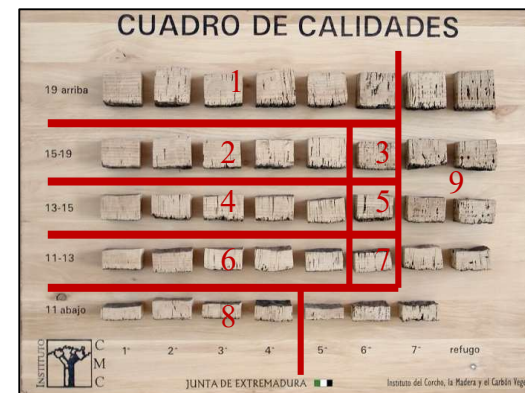 CUADRO DE CALIDADES
19 arriba 1
15-19 2 3
9
13-15 4 5
11-13 6 7
11 abajo 8
INSTITUTO C M C 1ª 2ª 3ª 4ª 5ª 6ª 7ª refugo
JUNTA DE EXTREMADURA Instituto del Corcho, la Madera y el Carbón